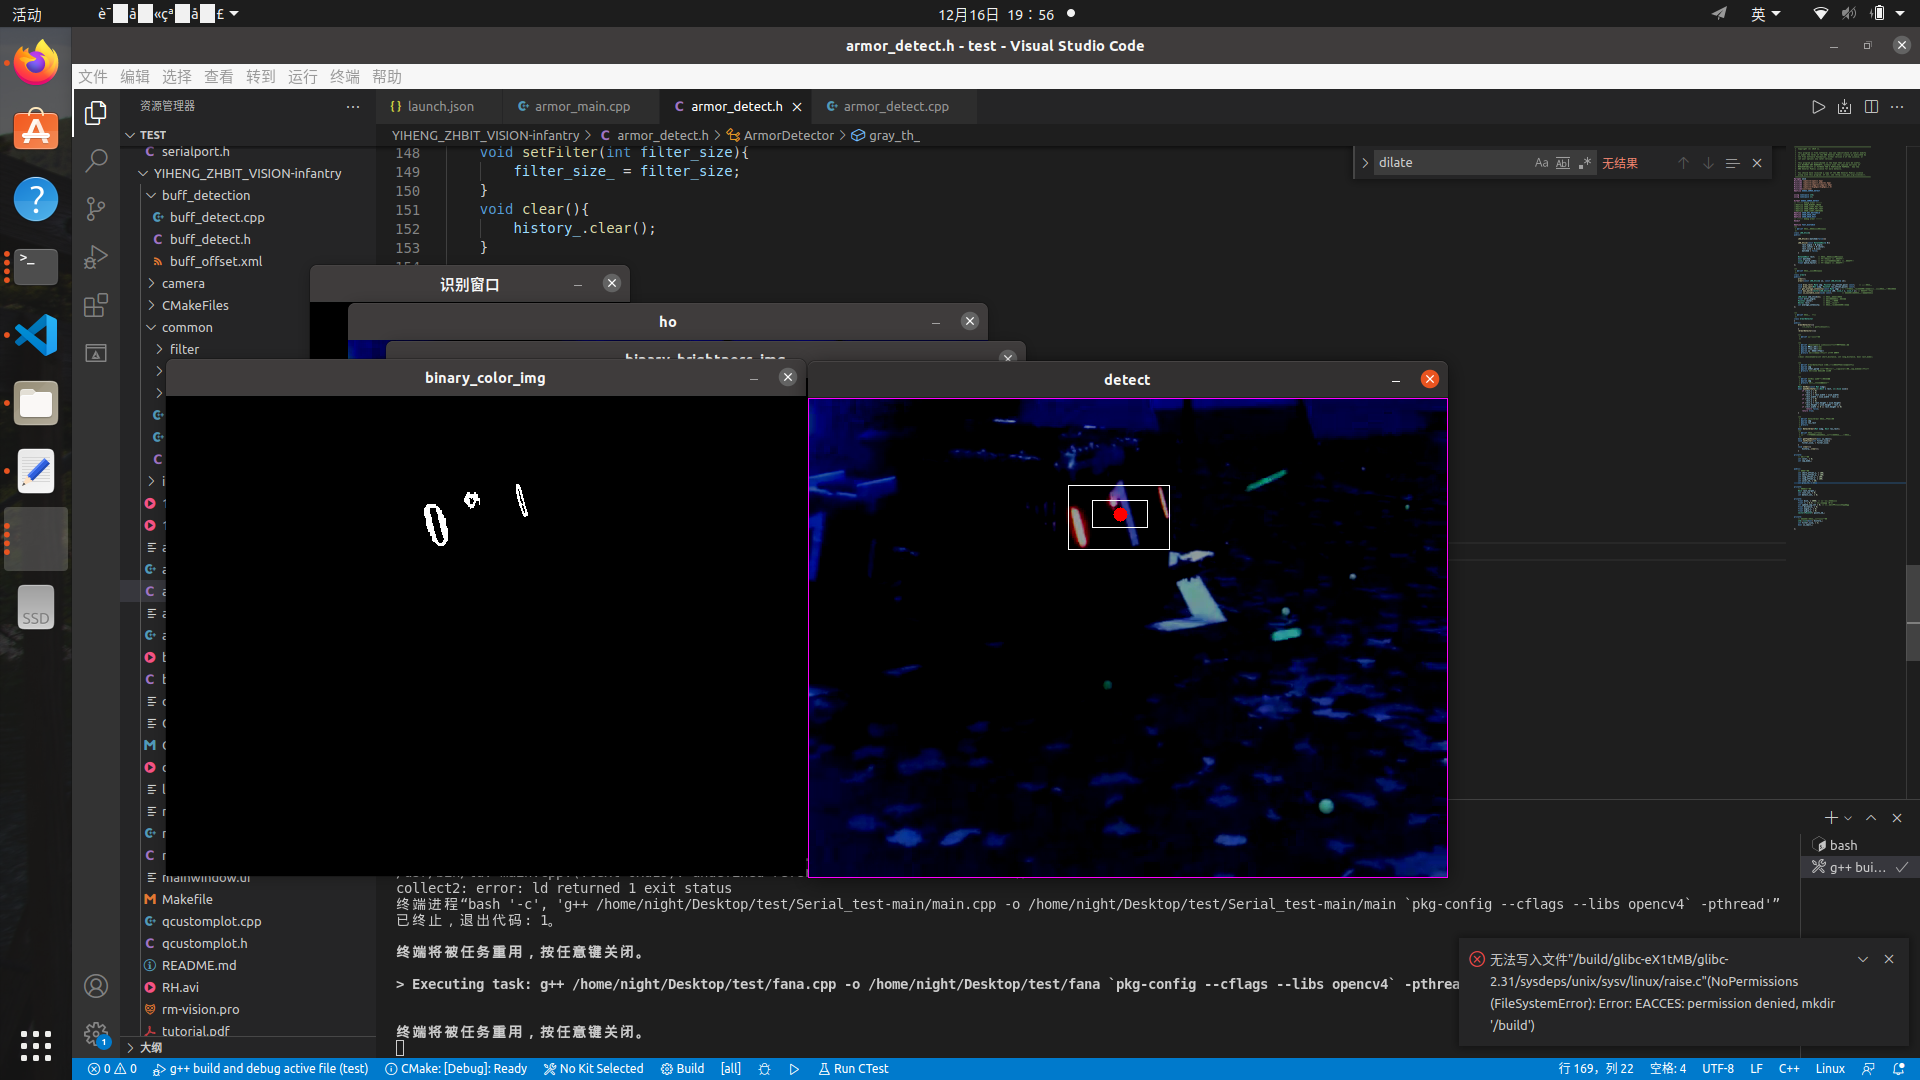 活动
12月16日 19：56
英
armor_detect.h - test - Visual Studio Code
文件 编辑 选择 查看 转到 运行 终端 帮助
资源管理器
TEST
serialport.h
YIHENG_ZHBIT_VISION-infantry
buff_detection
buff_detect.cpp
buff_detect.h
buff_offset.xml
camera
CMakeFiles
common
filter
mainwindow.ui
Makefile
qcustomplot.cpp
qcustomplot.h
README.md
RH.avi
rm-vision.pro
tutorial.pdf
大纲
SSD
launch.json
armor_main.cpp
armor_detect.h
armor_detect.cpp
YIHENG_ZHBIT_VISION-infantry > armor_detect.h > ArmorDetector > gray_th_
148 void setFilter(int filter_size){
149 filter_size_ = filter_size;
150 }
151 void clear(){
152 history_.clear();
153 }
dilate
Aa Abl .*
无结果
识别窗口
ho
binary_brightness_img
binary_color_img
detect
collect2: error: ld returned 1 exit status
终端进程“bash '-c', 'g++ /home/night/Desktop/test/Serial_test-main/main.cpp -o /home/night/Desktop/test/Serial_test-main/main `pkg-config --cflags --libs opencv4` -pthread'”
已终止，退出代码: 1。
终端将被任务重用，按任意键关闭。
> Executing task: g++ /home/night/Desktop/test/fana.cpp -o /home/night/Desktop/test/fana `pkg-config --cflags --libs opencv4` -pthrea
终端将被任务重用，按任意键关闭。
bash
g++ bui...
无法写入文件"/build/glibc-eX1tMB/glibc-
2.31/sysdeps/unix/sysv/linux/raise.c"(NoPermissions
(FileSystemError): Error: EACCES: permission denied, mkdir
'/build')
1
0 0
g++ build and debug active file (test)
CMake: [Debug]: Ready
No Kit Selected
Build
[all]
Run CTest
行 169，列 22
空格: 4
UTF-8
LF
C++
Linux